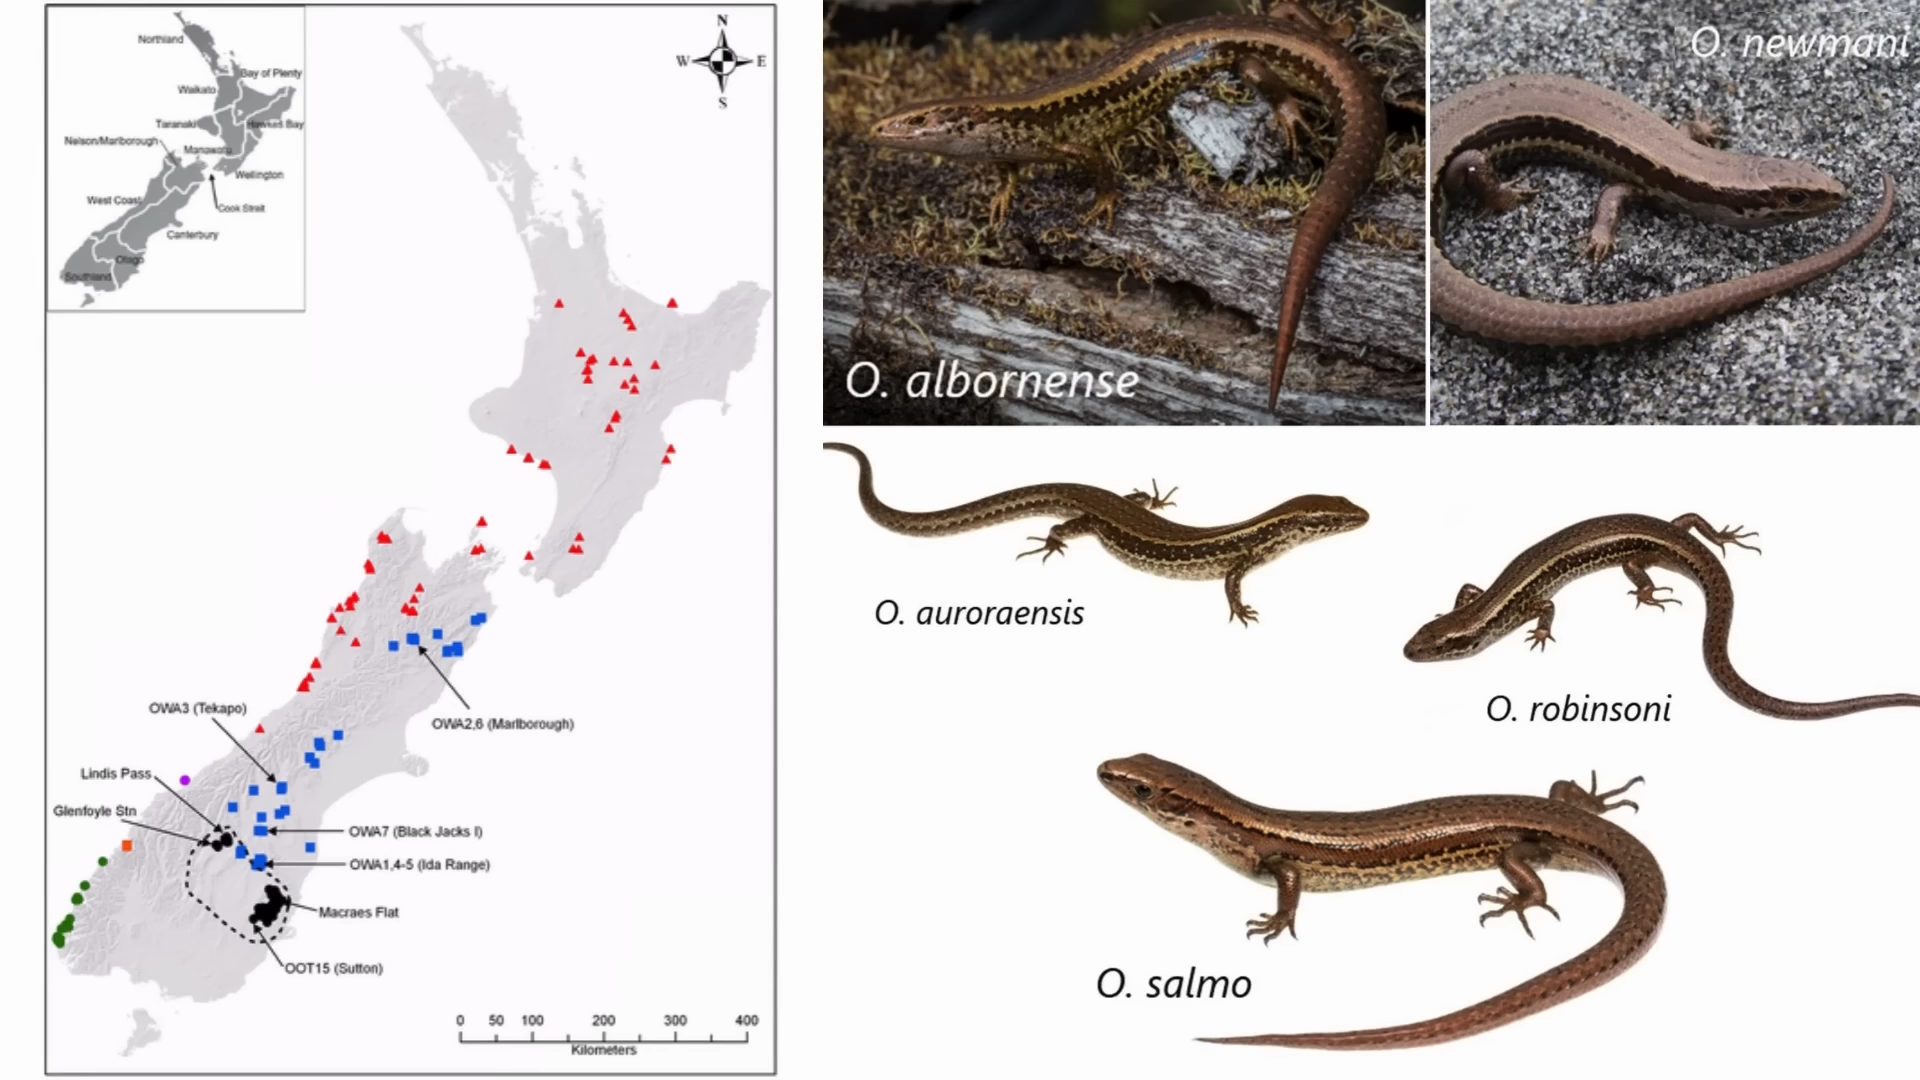 Northland
Bay of Plenty
Waikato
Taranaki
Hawkes Bay
Nelson/Marlborough
Manawatu
Wellington
West Coast
Cook Strait
Canterbury
Otago
Southland
N
W E
S
OWA3 (Tekapo)
OWA2,6 (Marlborough)
Lindis Pass
Glenfoyle Stn
OWA7 (Black Jacks I)
OWA1,4-5 (Ida Range)
Macraes Flat
OOT15 (Sutton)
0 50 100 200 300 400
Kilometers
O. newmani
O. albornense
O. auroraensis
O. robinsoni
O. salmo